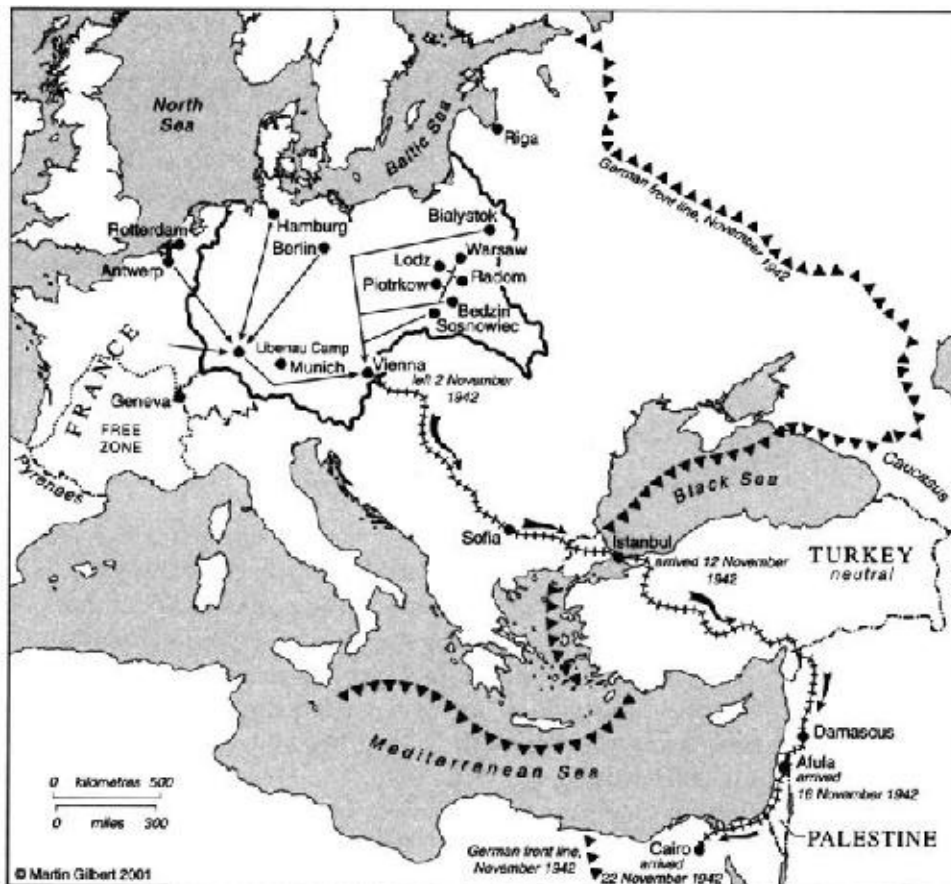 North
Sea
Baltic Sea
Riga
German front line, November 1942
Hamburg
Bialystok
Rotterdam
Berlin
Warsaw
Lodz
Antwerp
Piotrkow
Radom
Bedzin
Sosnowiec
FRANCE
Libenau Camp
Munich
Vienna
left 2 November
1942
Geneva
FREE
ZONE
Pyrenees
Caucasus
Black Sea
Sofia
Istanbul
arrived 12 November
1942
TURKEY
neutral
Damascus
Mediterranean Sea
Afula
arrived
16 November 1942
0 kilometres 500
0 miles 300
PALESTINE
German front line,
November 1942
Cairo
arrived
22 November 1942
© Martin Gilbert 2001